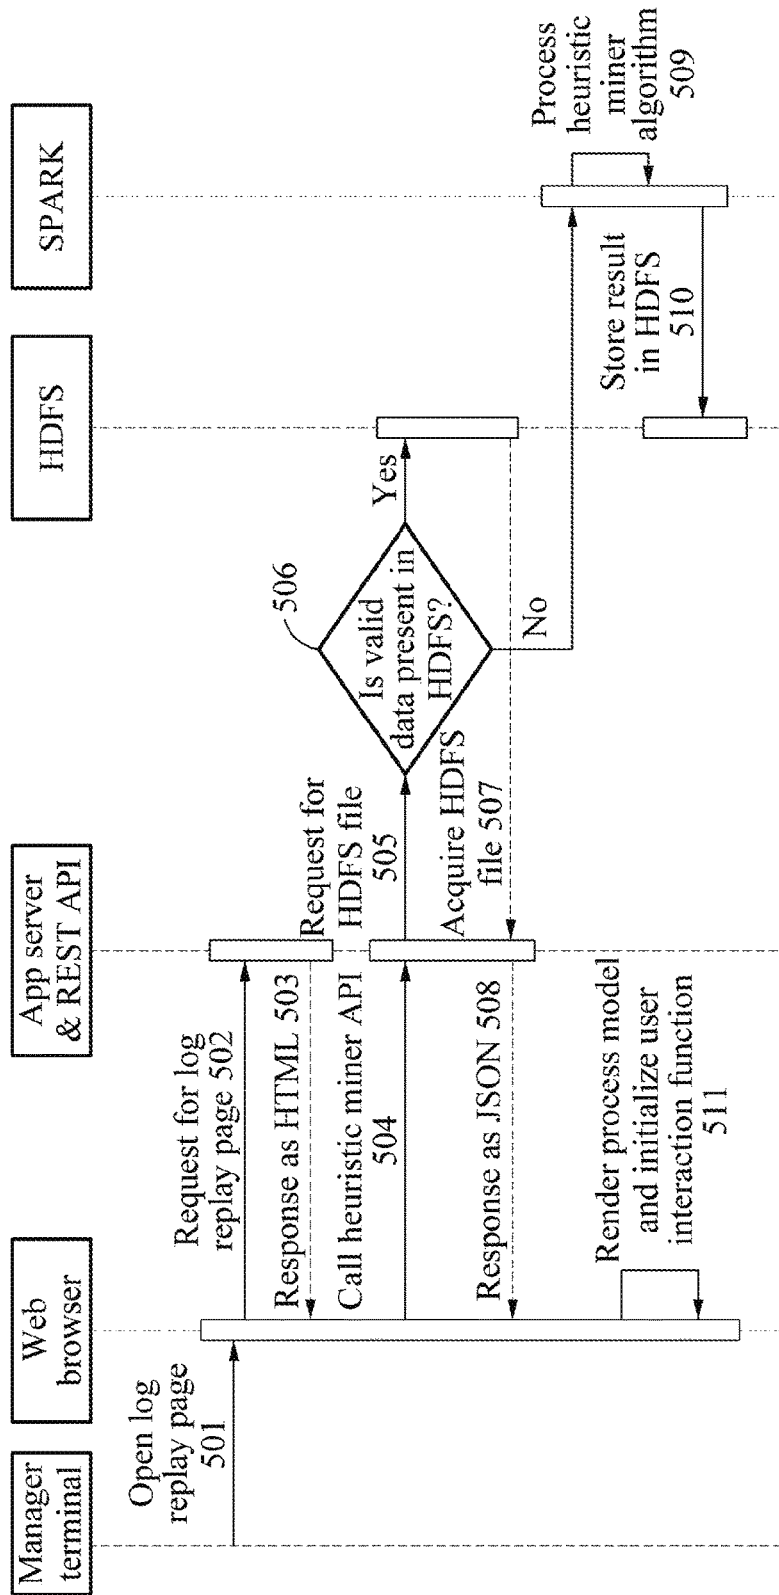 Manager
terminal
Web
browser
App server
& REST API
HDFS
SPARK
Open log
replay page
501
Request for log
replay page 502
Response as HTML 503
Call heuristic miner API
504
Request for
HDFS file
505
506
Is valid
data present in
HDFS?
Yes
No
Acquire HDFS
file 507
Response as JSON 508
Process
heuristic
miner
algorithm
509
Store result
in HDFS
510
Render process model
and initialize user
interaction function
511